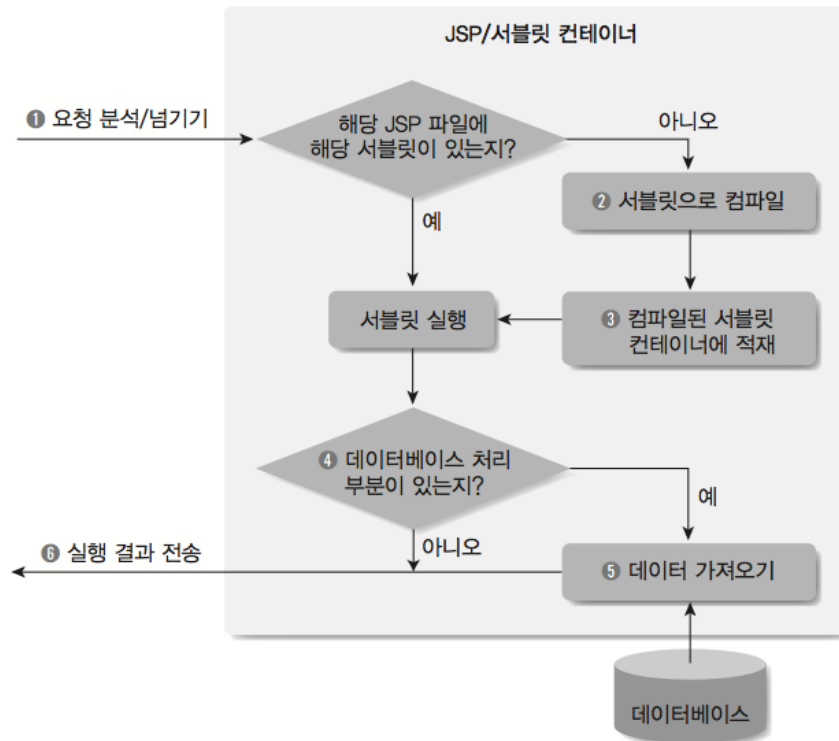 JSP/서블릿 컨테이너
❶ 요청 분석/넘기기
해당 JSP 파일에
해당 서블릿이 있는지?
아니오
❷ 서블릿으로 컴파일
예
서블릿 실행
❸ 컴파일된 서블릿
컨테이너에 적재
❹ 데이터베이스 처리
부분이 있는지?
예
아니오
❻ 실행 결과 전송
❺ 데이터 가져오기
데이터베이스